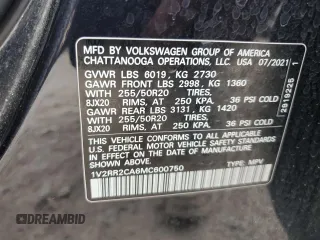 MFD BY VOLKSWAGEN GROUP OF AMERICA
CHATTANOOGA OPERATIONS, LLC. USA 07/2021
GVWR LBS 6019, KG 2730
GAWR FRONT LBS 2998, KG 1360
WITH 255/50R20 TIRES,
8JX20 RIMS, AT 250 KPA. 36 PSI COLD
GAWR REAR LBS 3131, KG 1420
WITH 255/50R20 TIRES,
8JX20 RIMS, AT 250 KPA. 36 PSI COLD
THIS VEHICLE CONFORMS TO ALL APPLICABLE
FEDERAL MOTOR VEHICLE SAFETY
STANDARDS IN EFFECT ON THE DATE OF
MANUFACTURE SHOWN ABOVE.
1V2RR2CA6MC600750 TYPE: MPV
2819225 1
DREAMBID